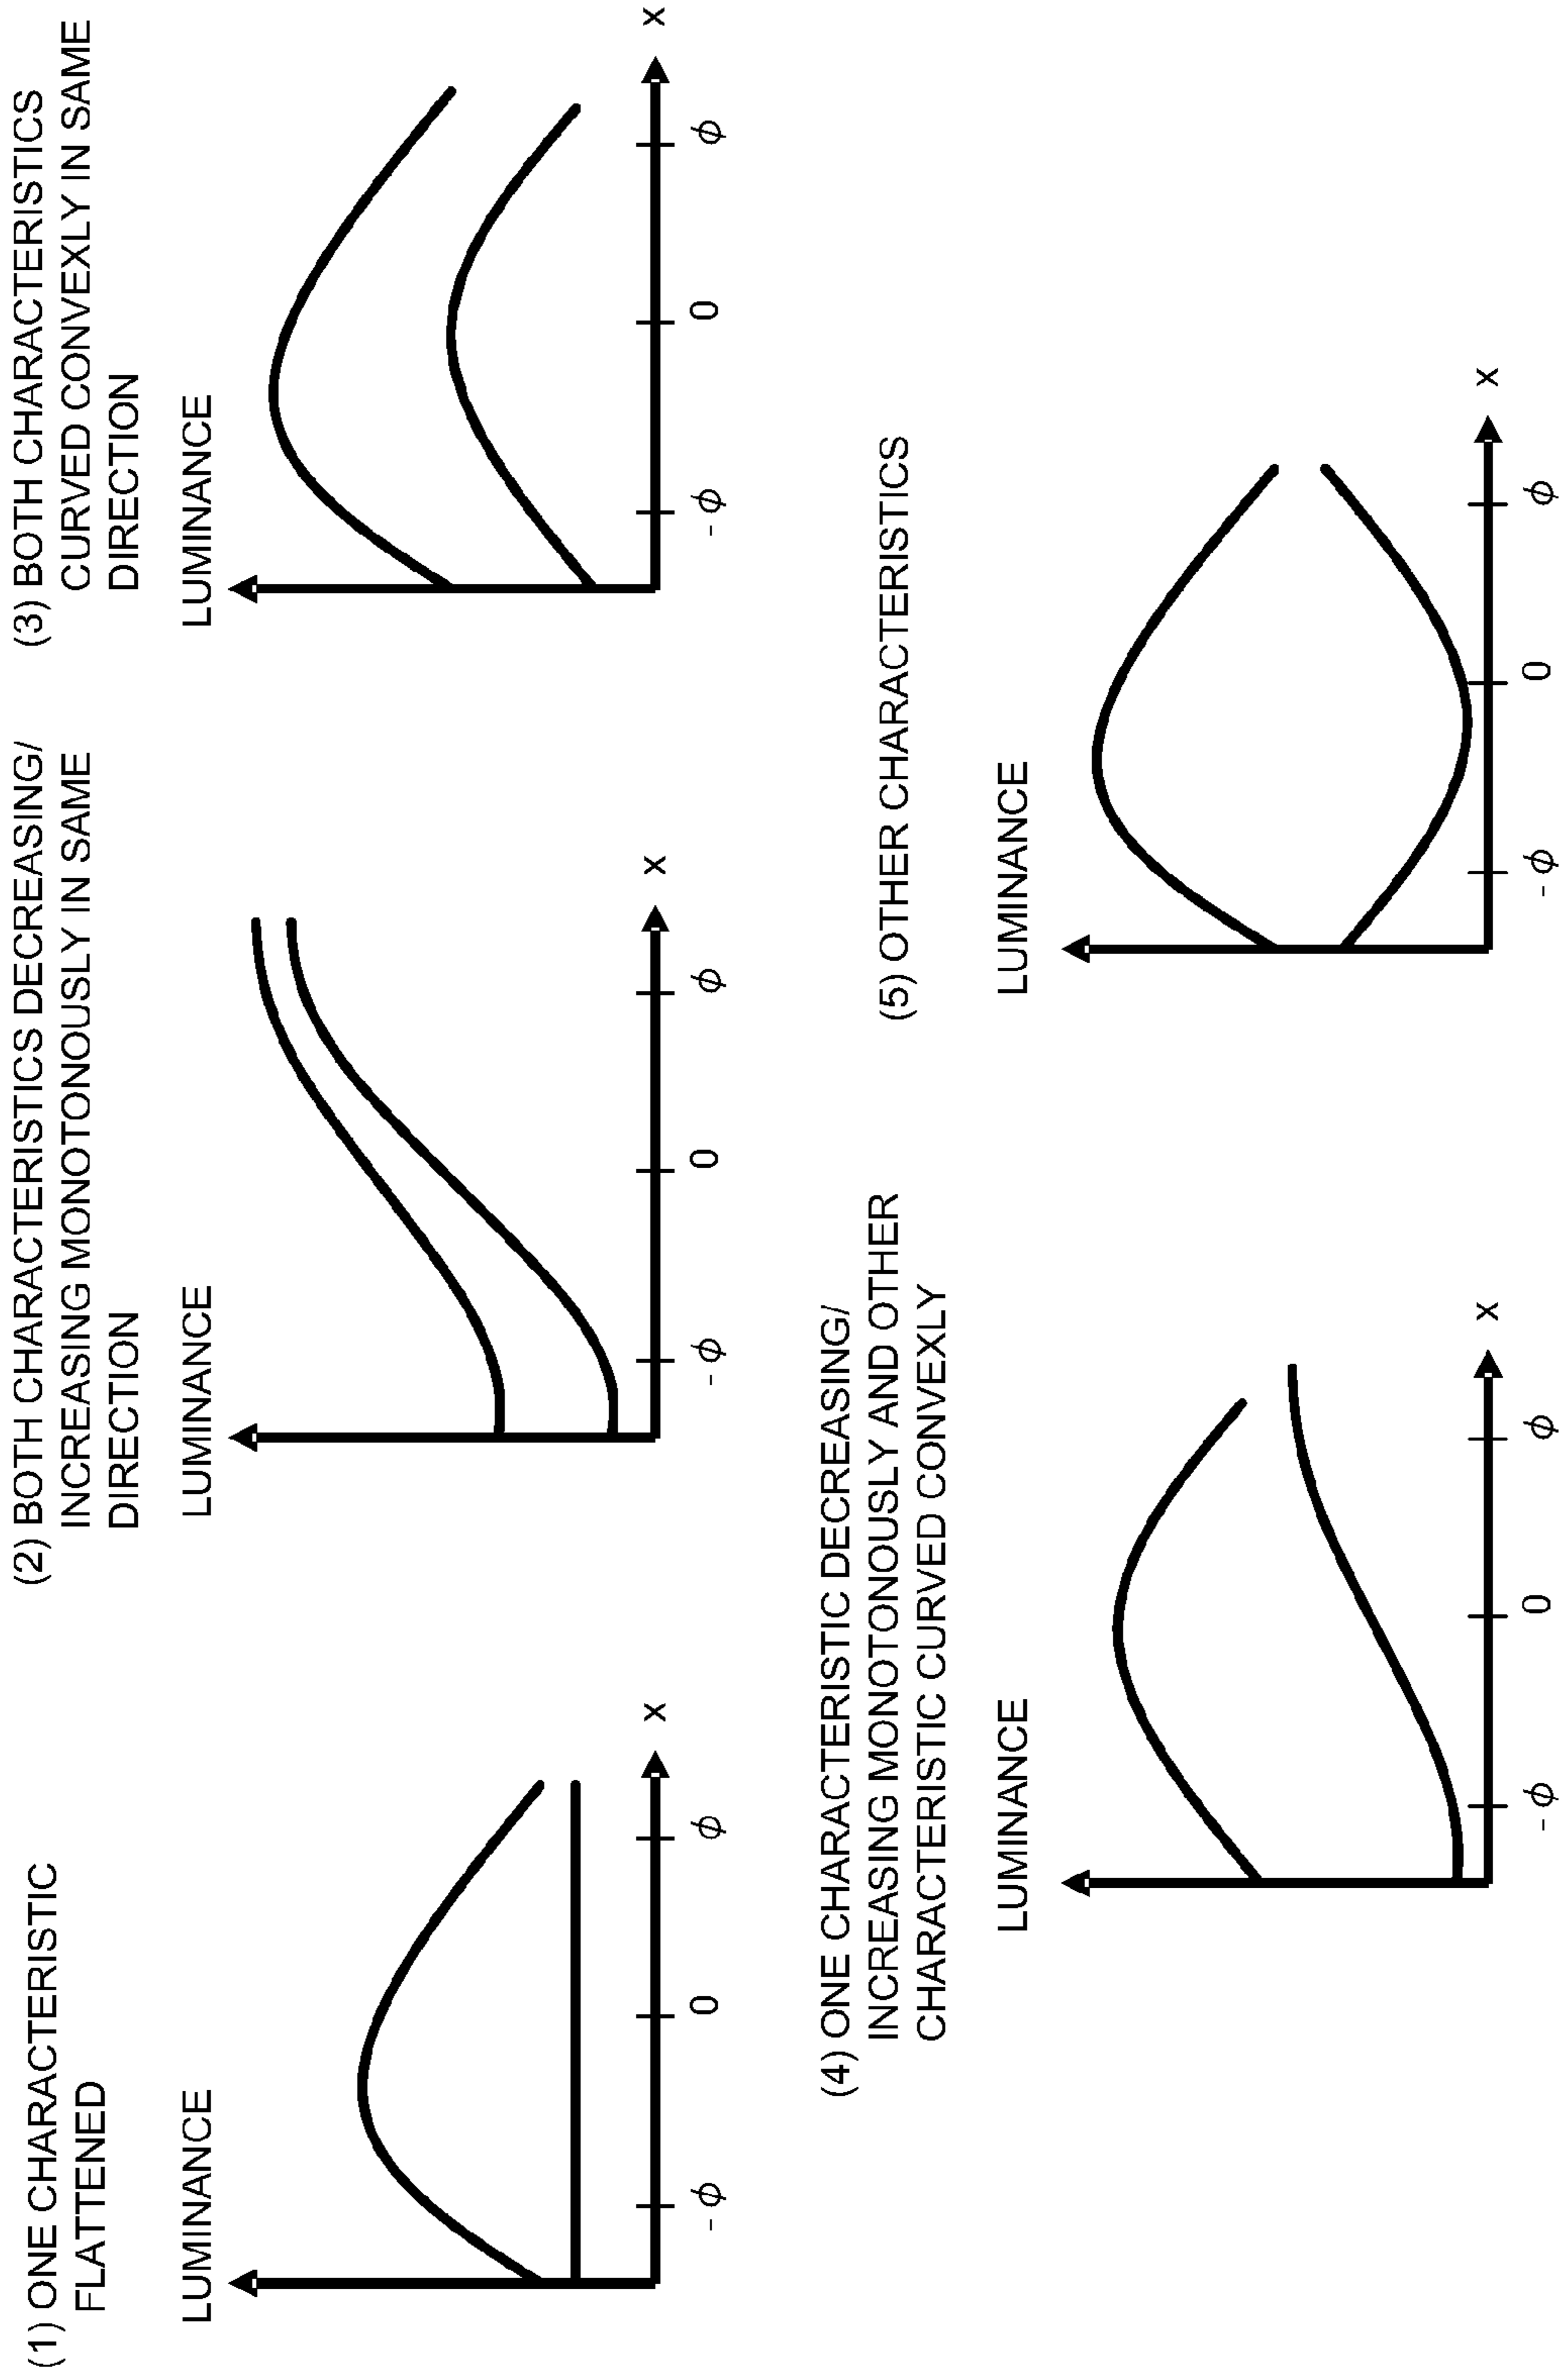 (1) ONE CHARACTERISTIC
FLATTENED
LUMINANCE
-ϕ
0
ϕ
x
(2) BOTH CHARACTERISTICS DECREASING/
INCREASING MONOTONOUSLY IN SAME
DIRECTION
LUMINANCE
-ϕ
0
ϕ
x
(3) BOTH CHARACTERISTICS
CURVED CONVEXLY IN SAME
DIRECTION
LUMINANCE
-ϕ
0
ϕ
x
(4) ONE CHARACTERISTIC DECREASING/
INCREASING MONOTONOUSLY AND OTHER
CHARACTERISTIC CURVED CONVEXLY
LUMINANCE
-ϕ
0
ϕ
x
(5) OTHER CHARACTERISTICS
LUMINANCE
-ϕ
0
ϕ
x